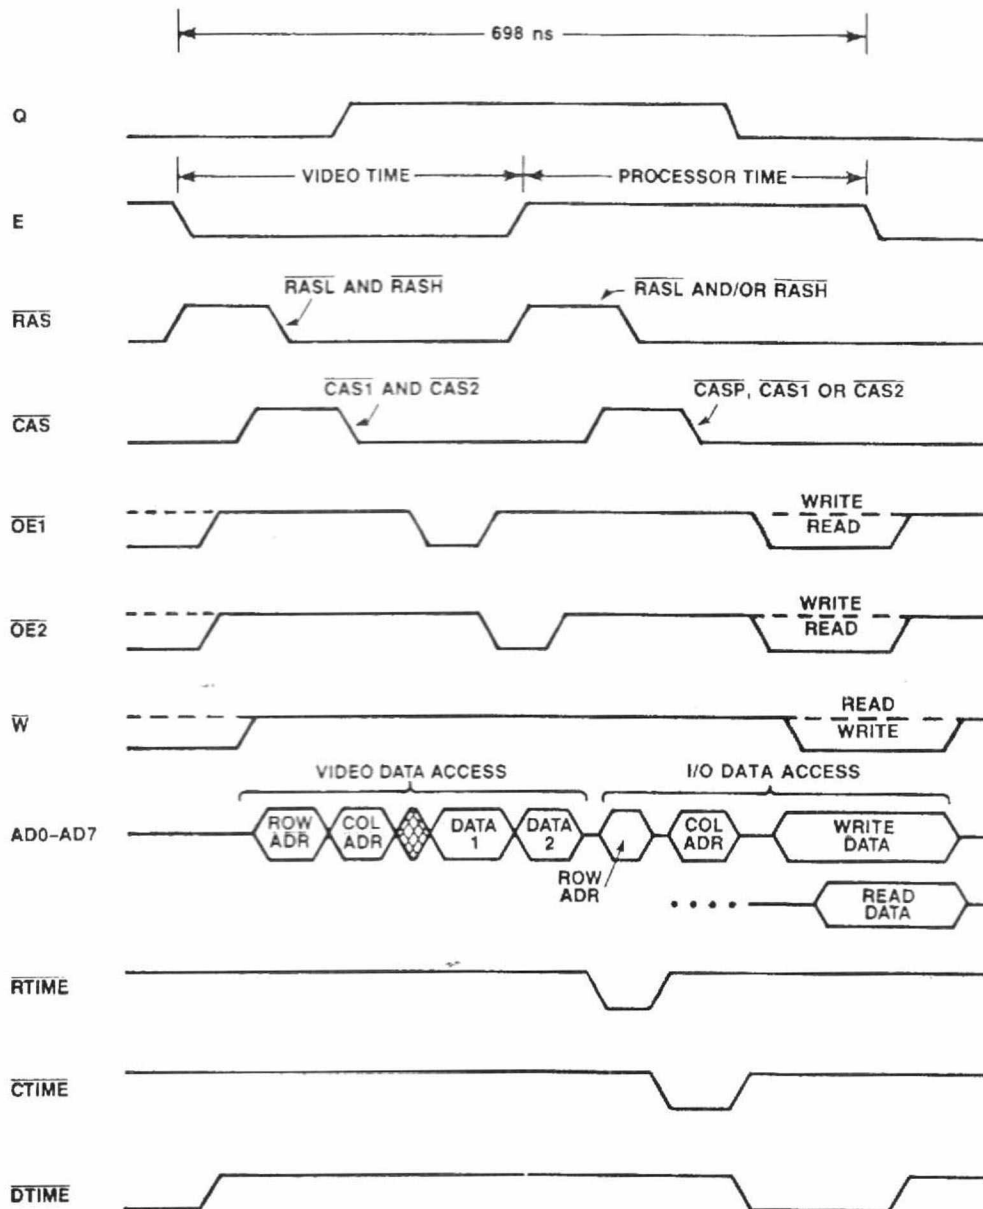 698 ns
Q
VIDEO TIME
PROCESSOR TIME
E
RASL AND RASH
RASL AND/OR RASH
RAS
CAS1 AND CAS2
CASP, CAS1 OR CAS2
CAS
WRITE
OE1
READ
WRITE
OE2
READ
READ
W
WRITE
VIDEO DATA ACCESS
I/O DATA ACCESS
AD0-AD7
ROW ADR
COL ADR
DATA 1
DATA 2
ROW ADR
COL ADR
WRITE DATA
READ DATA
RTIME
CTIME
DTIME